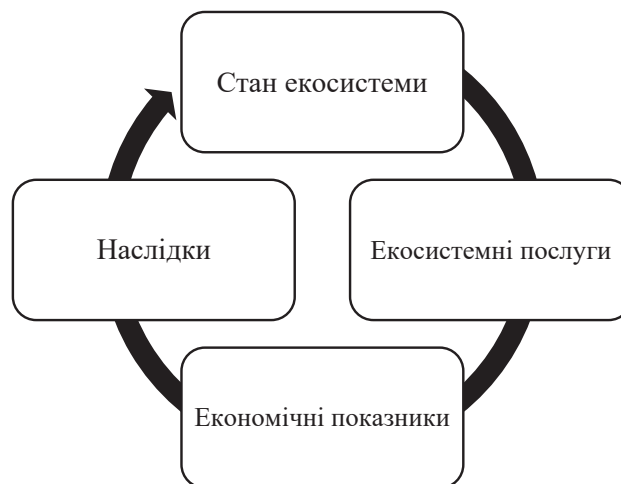 Стан екосистеми
Наслідки
Екосистемні послуги
Економічні показники